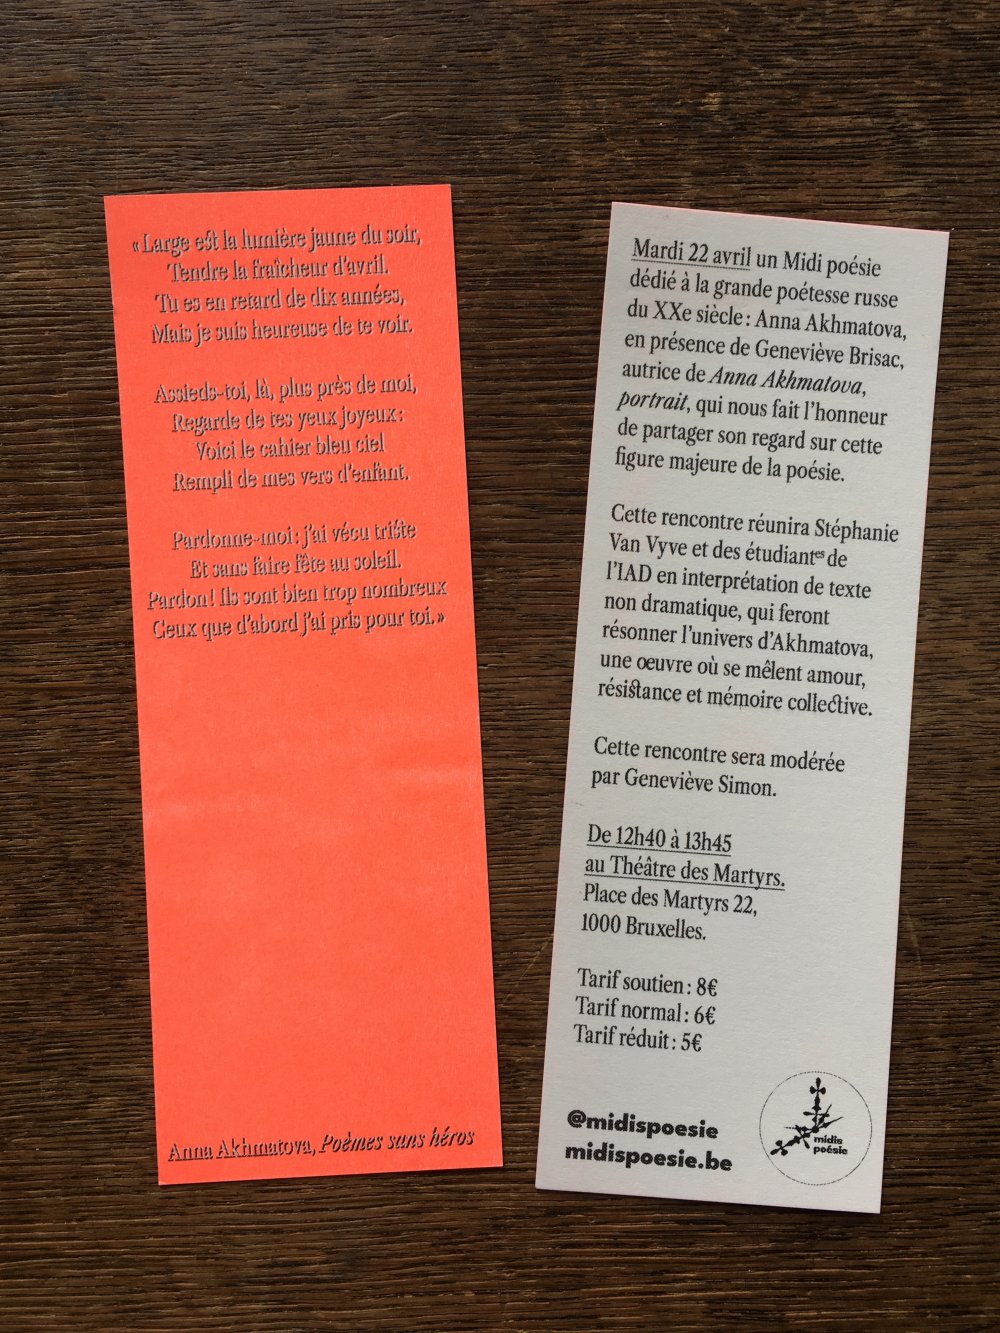 « Large est la lumière jaune du soir,
Tendre la fraîcheur d'avril.
Tu es en retard de dix années,
Mais je suis heureuse de te voir.
Assieds-toi, là, plus près de moi,
Regarde de tes yeux joyeux :
Voici le cahier bleu ciel
Rempli de mes vers d'enfant.
Pardonne-moi : j'ai vécu triste
Et sans faire fête au soleil.
Pardon ! Ils sont bien trop nombreux
Ceux que d'abord j'ai pris pour toi. »
Anna Akhmatova, Poèmes sans héros
Mardi 22 avril un Midi poésie
dédié à la grande poétesse russe
du XXe siècle : Anna Akhmatova,
en présence de Geneviève Brisac,
autrice de Anna Akhmatova,
portrait, qui nous fait l'honneur
de partager son regard sur cette
figure majeure de la poésie.
Cette rencontre réunira Stéphanie
Van Vyve et des étudiantes de
l'IAD en interprétation de texte
non dramatique, qui feront
résonner l'univers d'Akhmatova,
une œuvre où se mêlent amour,
résistance et mémoire collective.
Cette rencontre sera modérée
par Geneviève Simon.
De 12h40 à 13h45
au Théâtre des Martyrs.
Place des Martyrs 22,
1000 Bruxelles.
Tarif soutien : 8€
Tarif normal : 6€
Tarif réduit : 5€
@midispoesie
midispoesie.be
midis
poésie